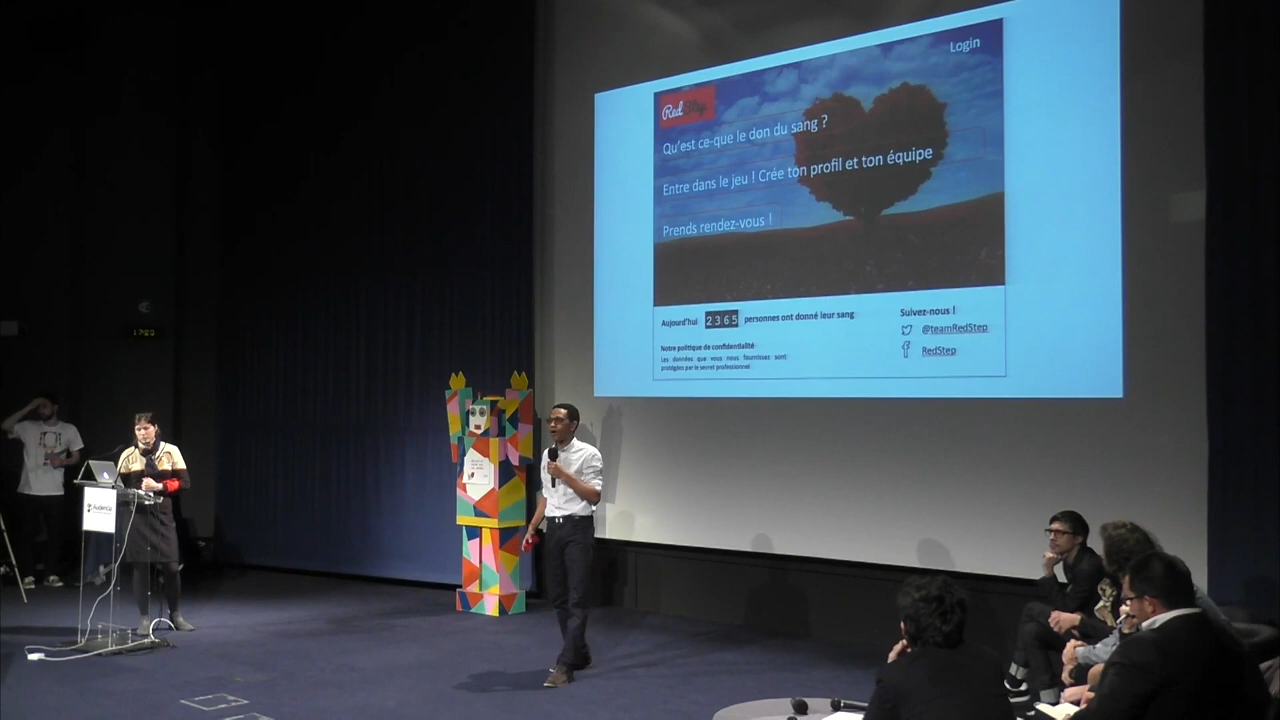 Login
RedStep
Qu'est ce-que le don du sang ?
Entre dans le jeu ! Crée ton profil et ton équipe
Prends rendez-vous !
Aujourd'hui 2365 personnes ont donné leur sang
Suivez-nous !
@teamRedStep
RedStep
Notre politique de confidentialité
Les données que vous nous fournissez sont
protégées par le secret professionnel
Audencia